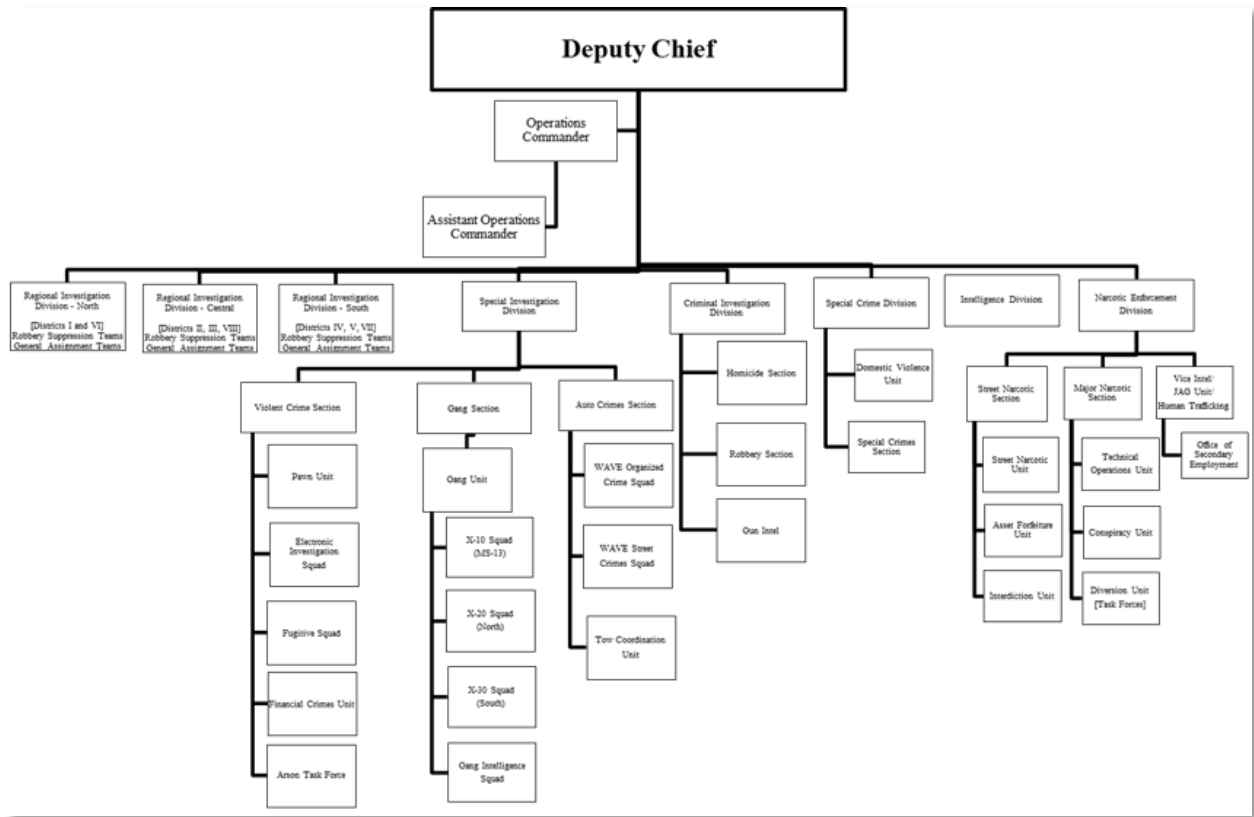 Deputy Chief
Operations
Commander
Assistant Operations
Commander
Regional Investigation
Division - North
[Districts I and VI]
Robbery Suppression Teams
General Assignment Teams
Regional Investigation
Division - Central
[Districts II, III, VIII]
Robbery Suppression Teams
General Assignment Teams
Regional Investigation
Division - South
[Districts IV, V, VII]
Robbery Suppression Teams
General Assignment Teams
Special Investigation
Division
Criminal Investigation
Division
Special Crime Division
Intelligence Division
Narcotic Enforcement
Division
Violent Crime Section
Pawn Unit
Electronic
Investigation
Squad
Fugitive Squad
Financial Crimes Unit
Arson Task Force
Gang Section
Gang Unit
X-10 Squad
(MS-13)
X-20 Squad
(North)
X-30 Squad
(South)
Gang Intelligence
Squad
Auto Crimes Section
WAVE Organized
Crime Squad
WAVE Street
Crimes Squad
Tow Coordination
Unit
Homicide Section
Robbery Section
Gun Intel
Domestic Violence
Unit
Special Crimes
Section
Street Narcotic
Section
Street Narcotic
Unit
Asset Forfeiture
Unit
Interdiction Unit
Major Narcotic
Section
Technical
Operations Unit
Conspiracy Unit
Diversion Unit
[Task Forces]
Vice Intel/
JAG Unit/
Human Trafficking
Office of
Secondary
Employment